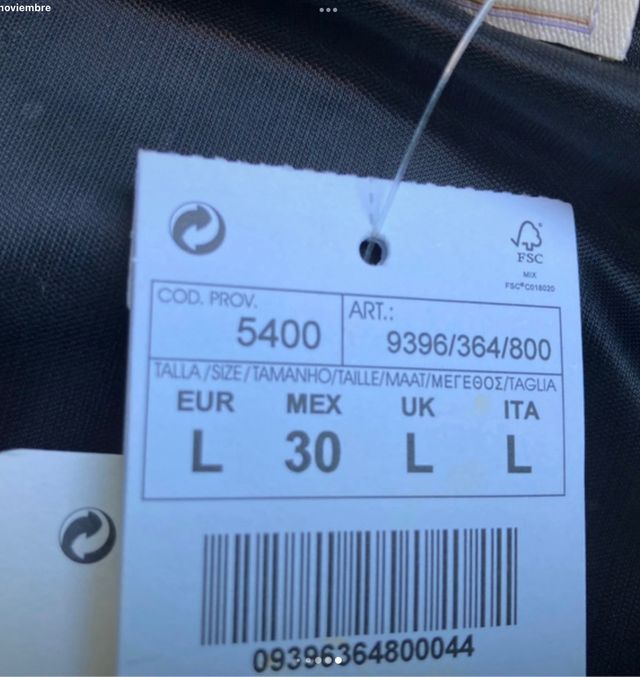 noviembre
FSC
MIX
FSC® C018020
COD. PROV.
5400
ART.:
9396/364/800
TALLA/SIZE/TAMANHO/TAILLE/MAAT/ΜΕΓΕΘΟΣ/TAGLIA
EUR MEX UK ITA
L 30 L L
09396364800044